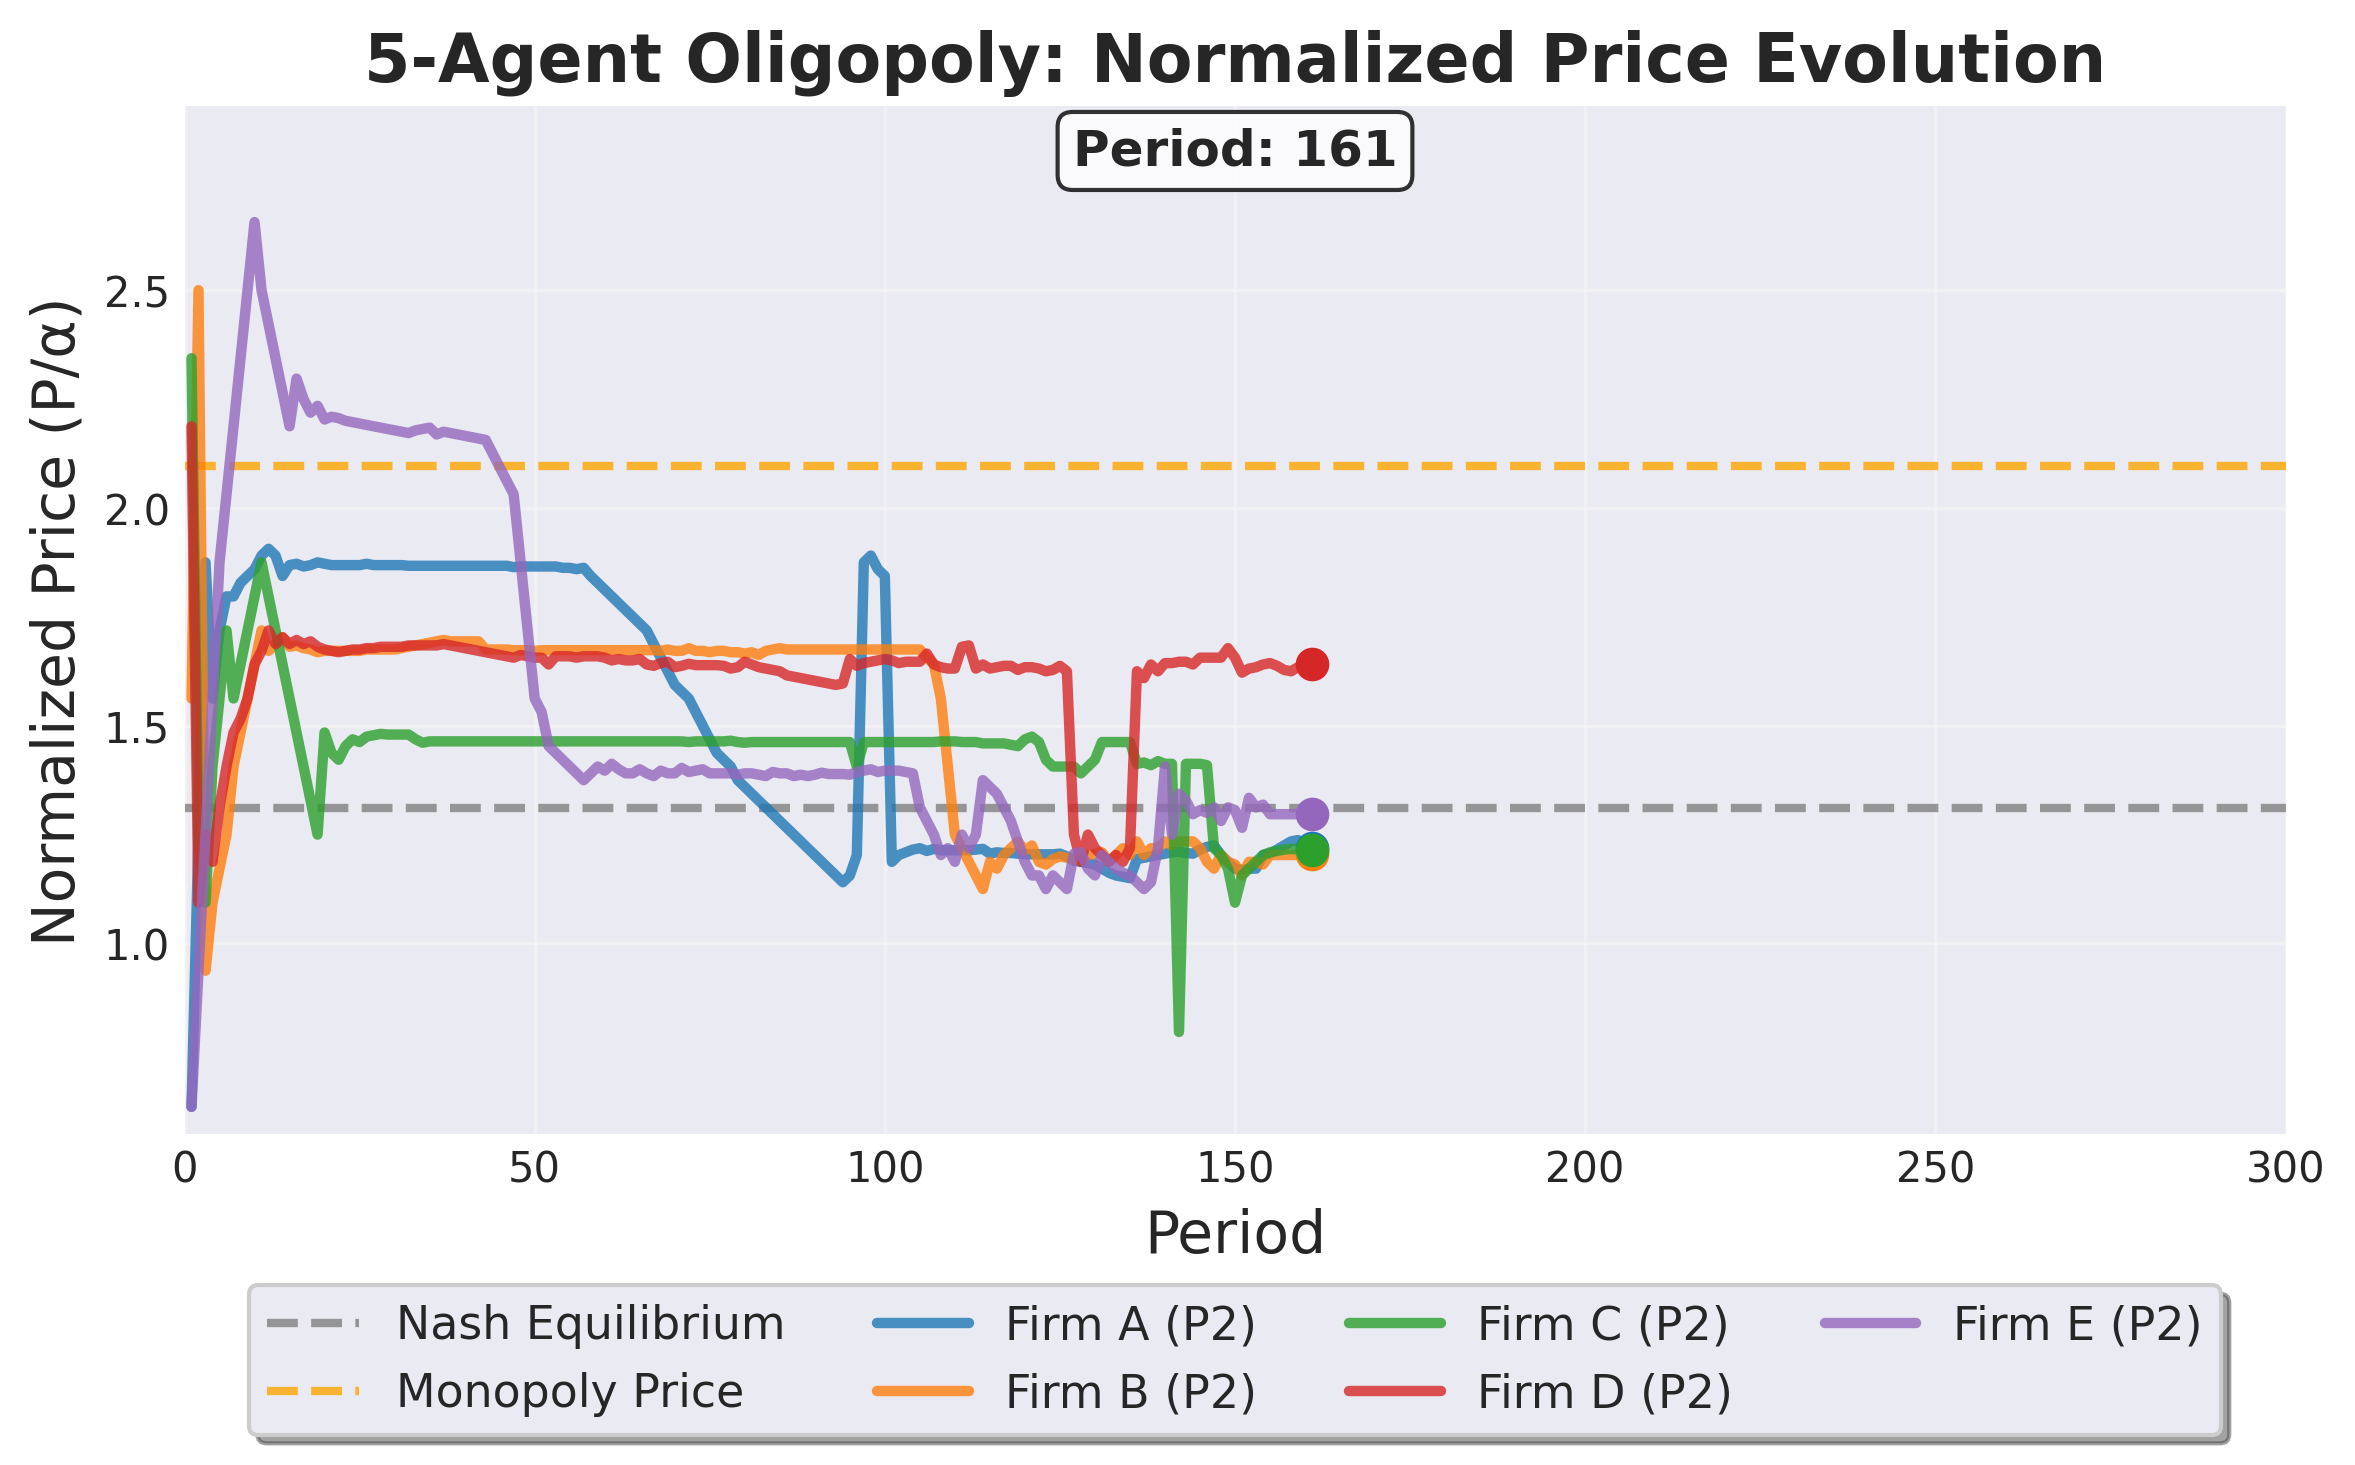 5-Agent Oligopoly: Normalized Price Evolution
Period: 161
Normalized Price (P/α)
2.5
2.0
1.5
1.0
0 50 100 150 200 250 300
Period
Nash Equilibrium Firm A (P2) Firm C (P2) Firm E (P2)
Monopoly Price Firm B (P2) Firm D (P2)